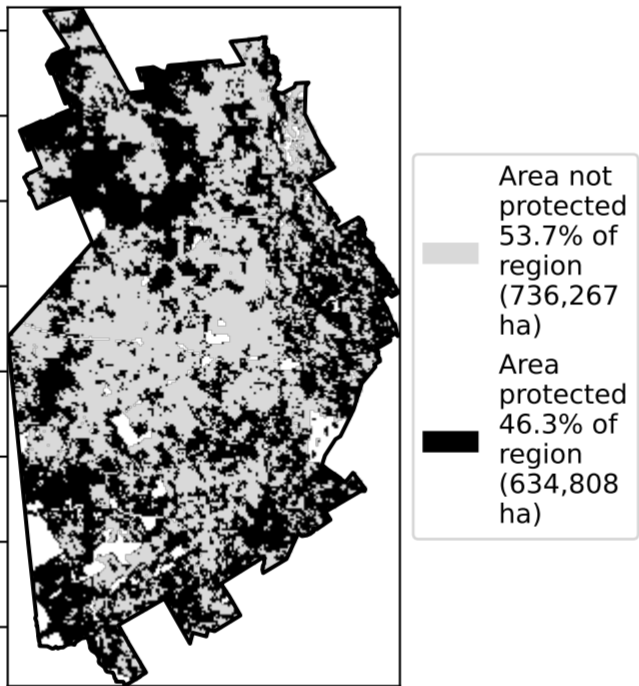 Area not
protected
53.7% of
region
(736,267
ha)
Area
protected
46.3% of
region
(634,808
ha)